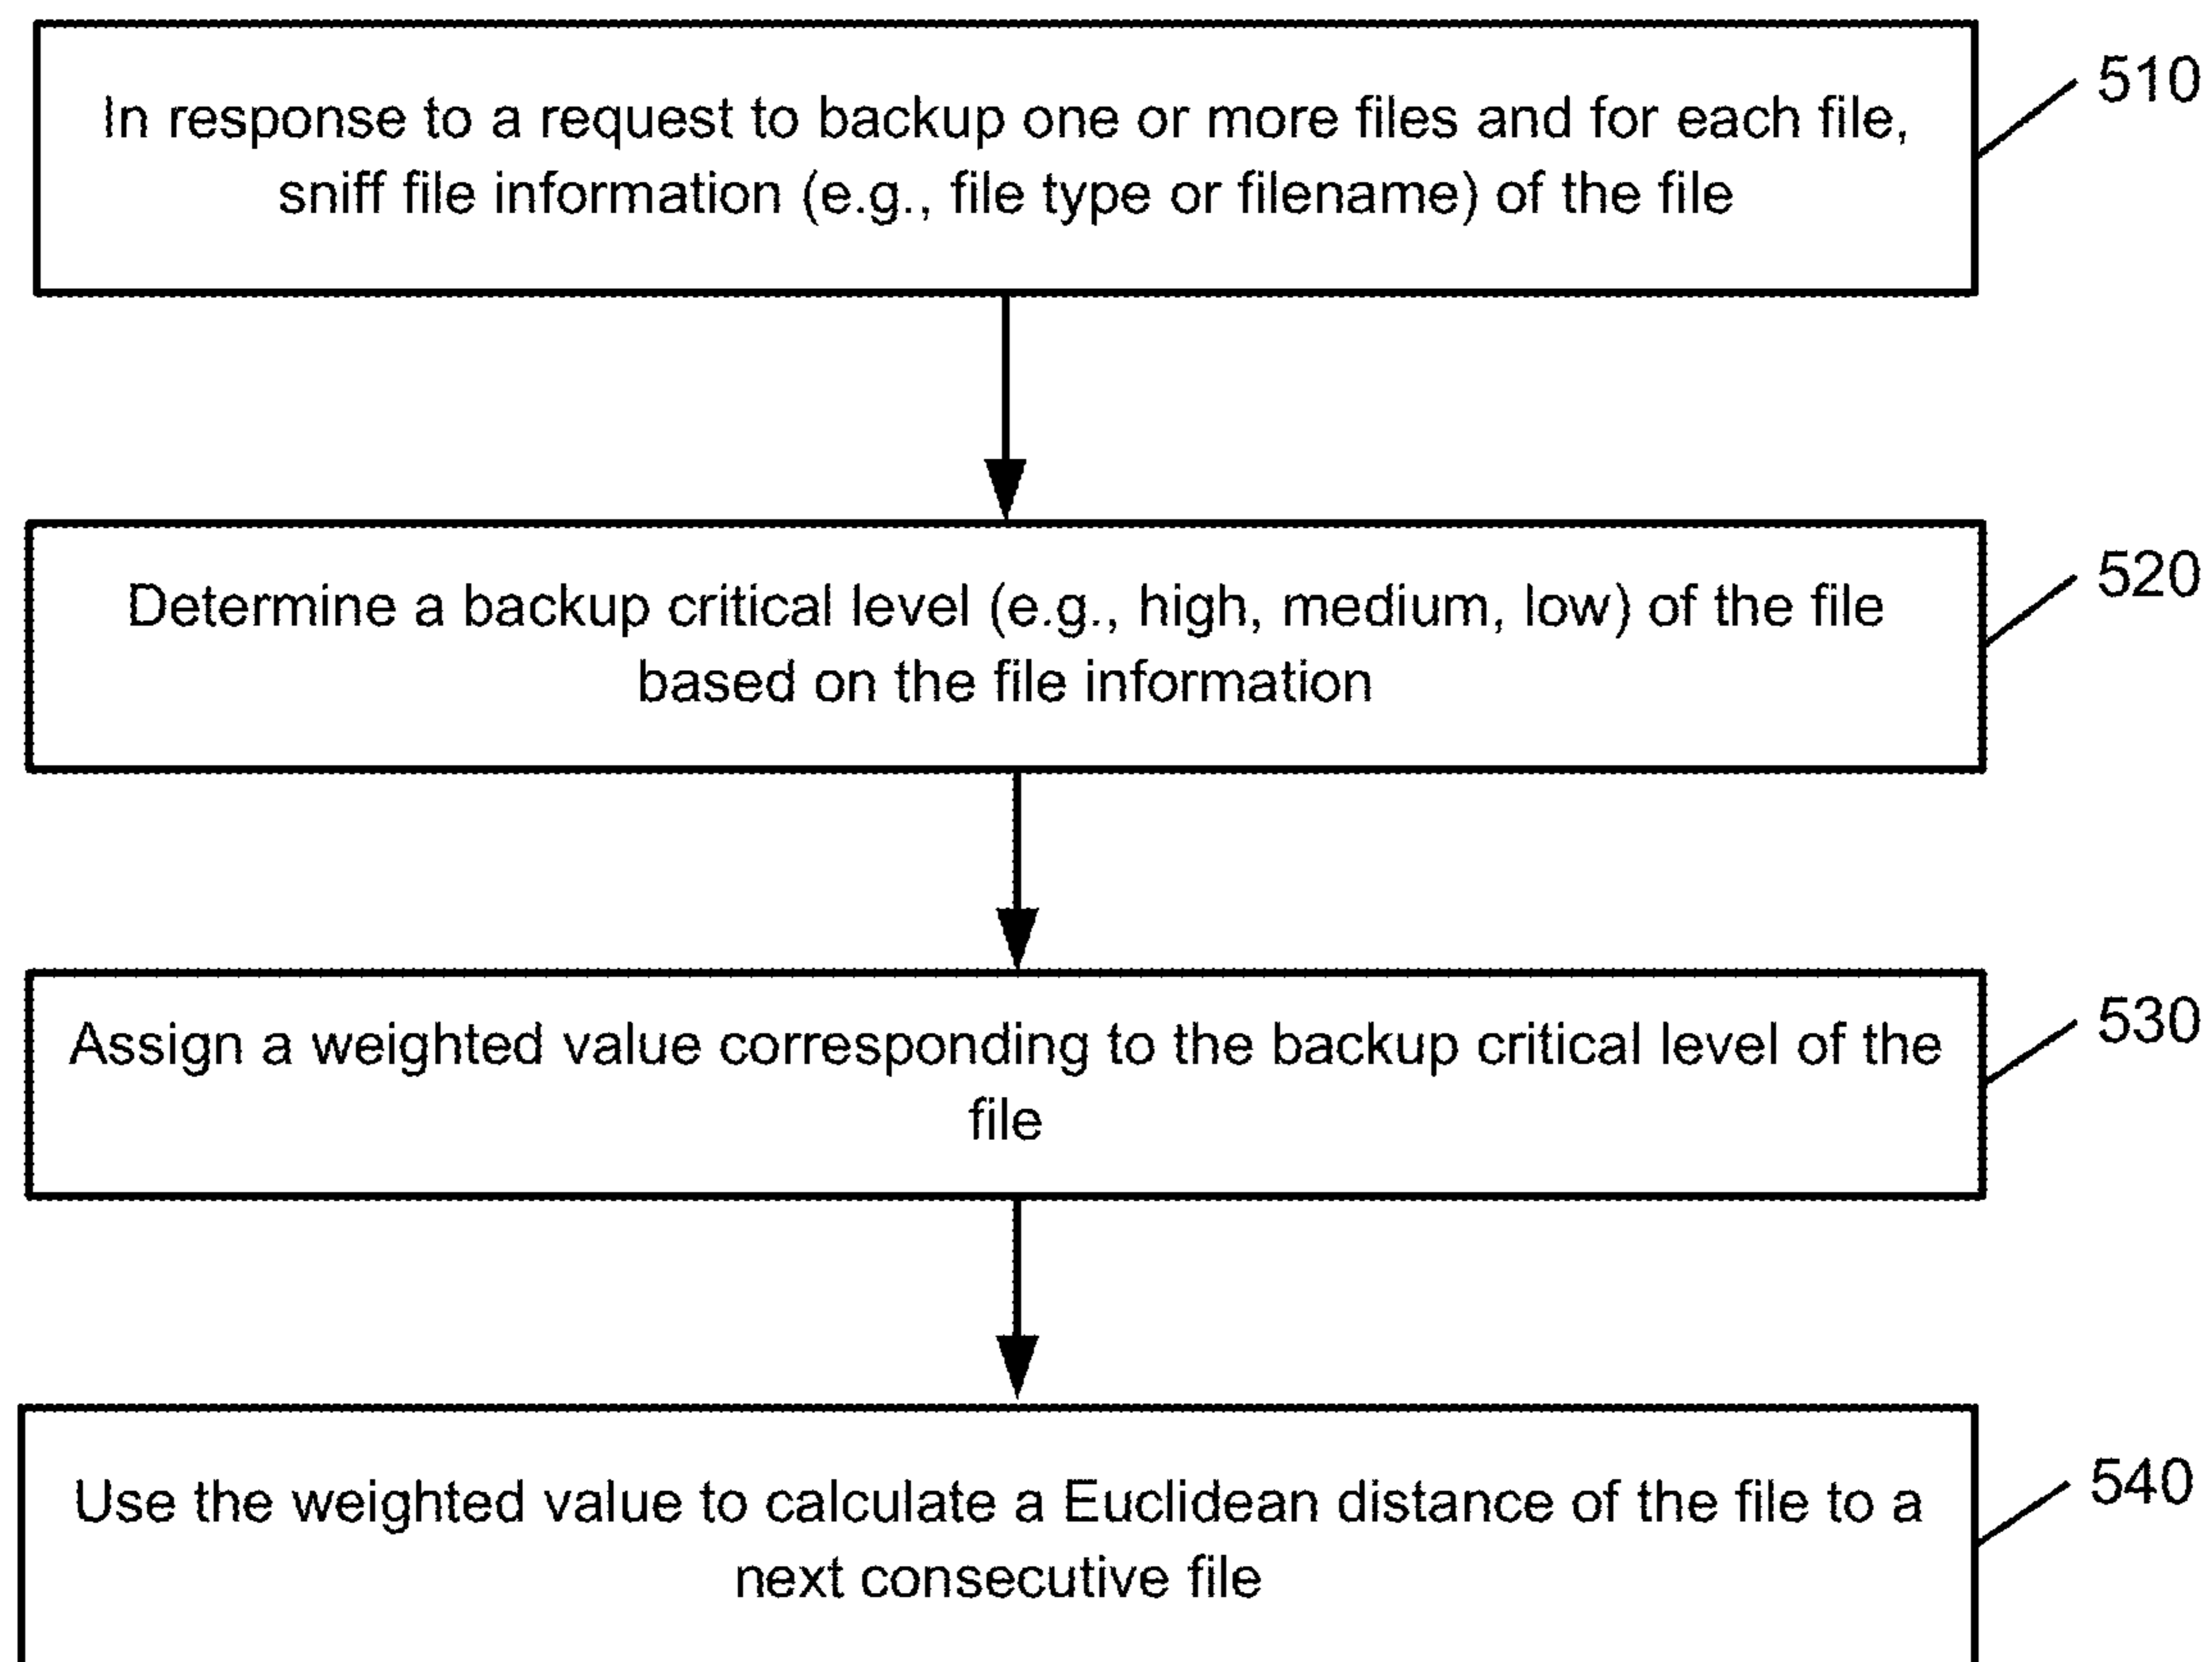 In response to a request to backup one or more files and for each file,
sniff file information (e.g., file type or filename) of the file
510
Determine a backup critical level (e.g., high, medium, low) of the file
based on the file information
520
Assign a weighted value corresponding to the backup critical level of the
file
530
Use the weighted value to calculate a Euclidean distance of the file to a
next consecutive file
540